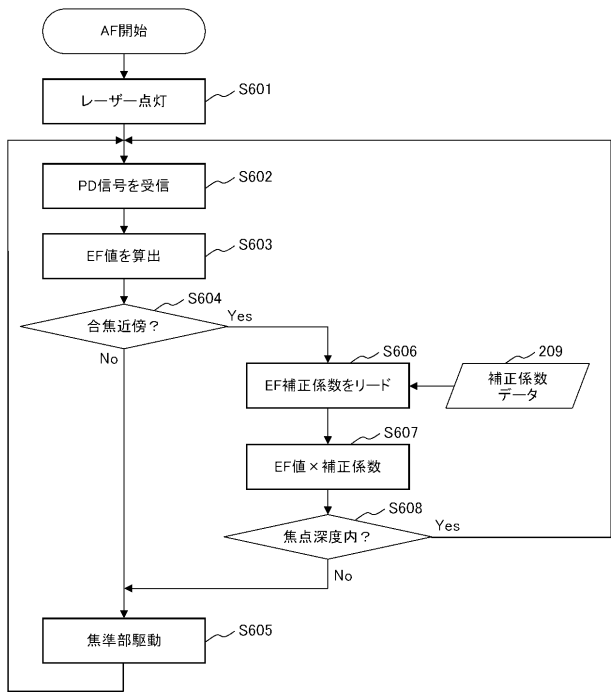 AF開始
レーザー点灯
S601
PD信号を受信
S602
EF値を算出
S603
合焦近傍？
S604
Yes
No
EF補正係数をリード
S606
補正係数
データ
209
EF値×補正係数
S607
焦点深度内？
S608
Yes
No
焦準部駆動
S605